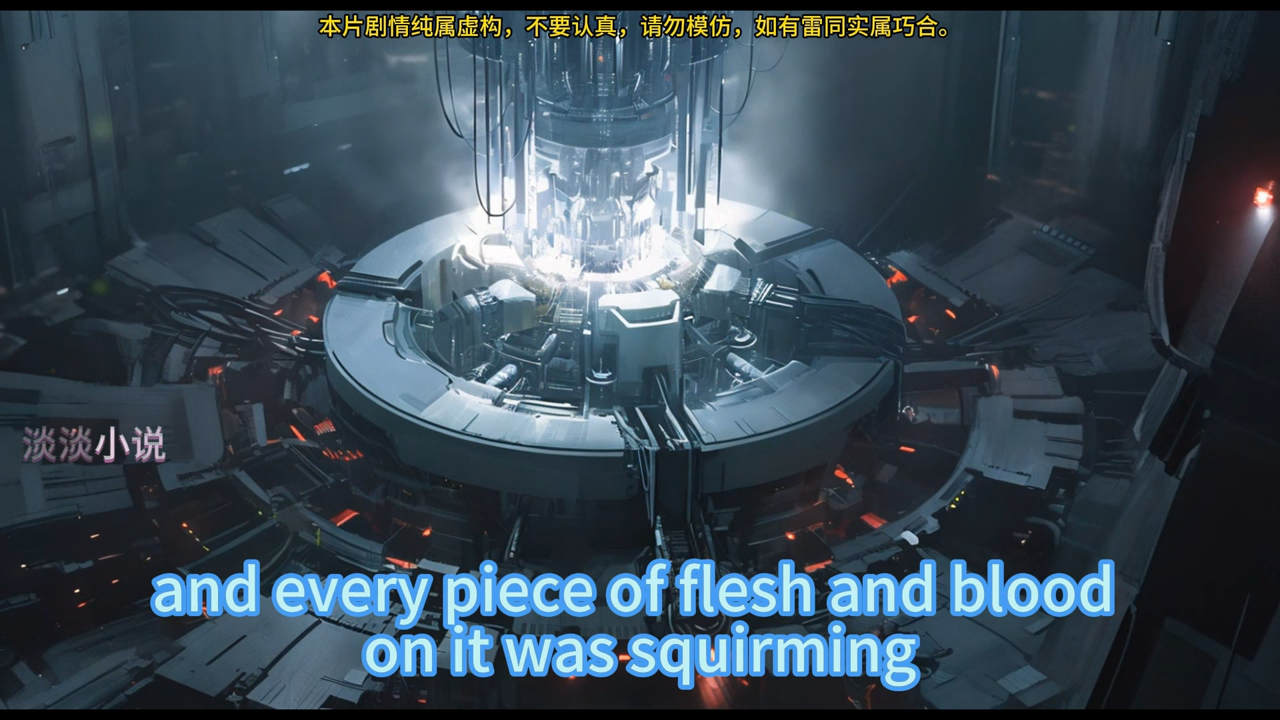 本片剧情纯属虚构，不要认真，请勿模仿，如有雷同实属巧合。
淡淡小说
and every piece of flesh and blood
on it was squirming